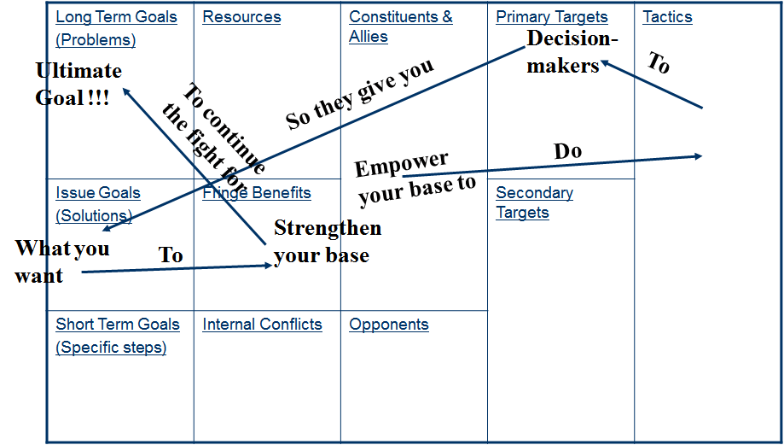 Long Term Goals
(Problems)
Resources
Constituents &
Allies
Primary Targets
Tactics
Ultimate
Goal !!!
To continue
the fight for
So they give you
Decision-
makers
To
Empower
your base to
Do
Issue Goals
(Solutions)
Fringe Benefits
Secondary
Targets
What you
want
To
Strengthen
your base
Short Term Goals
(Specific steps)
Internal Conflicts
Opponents